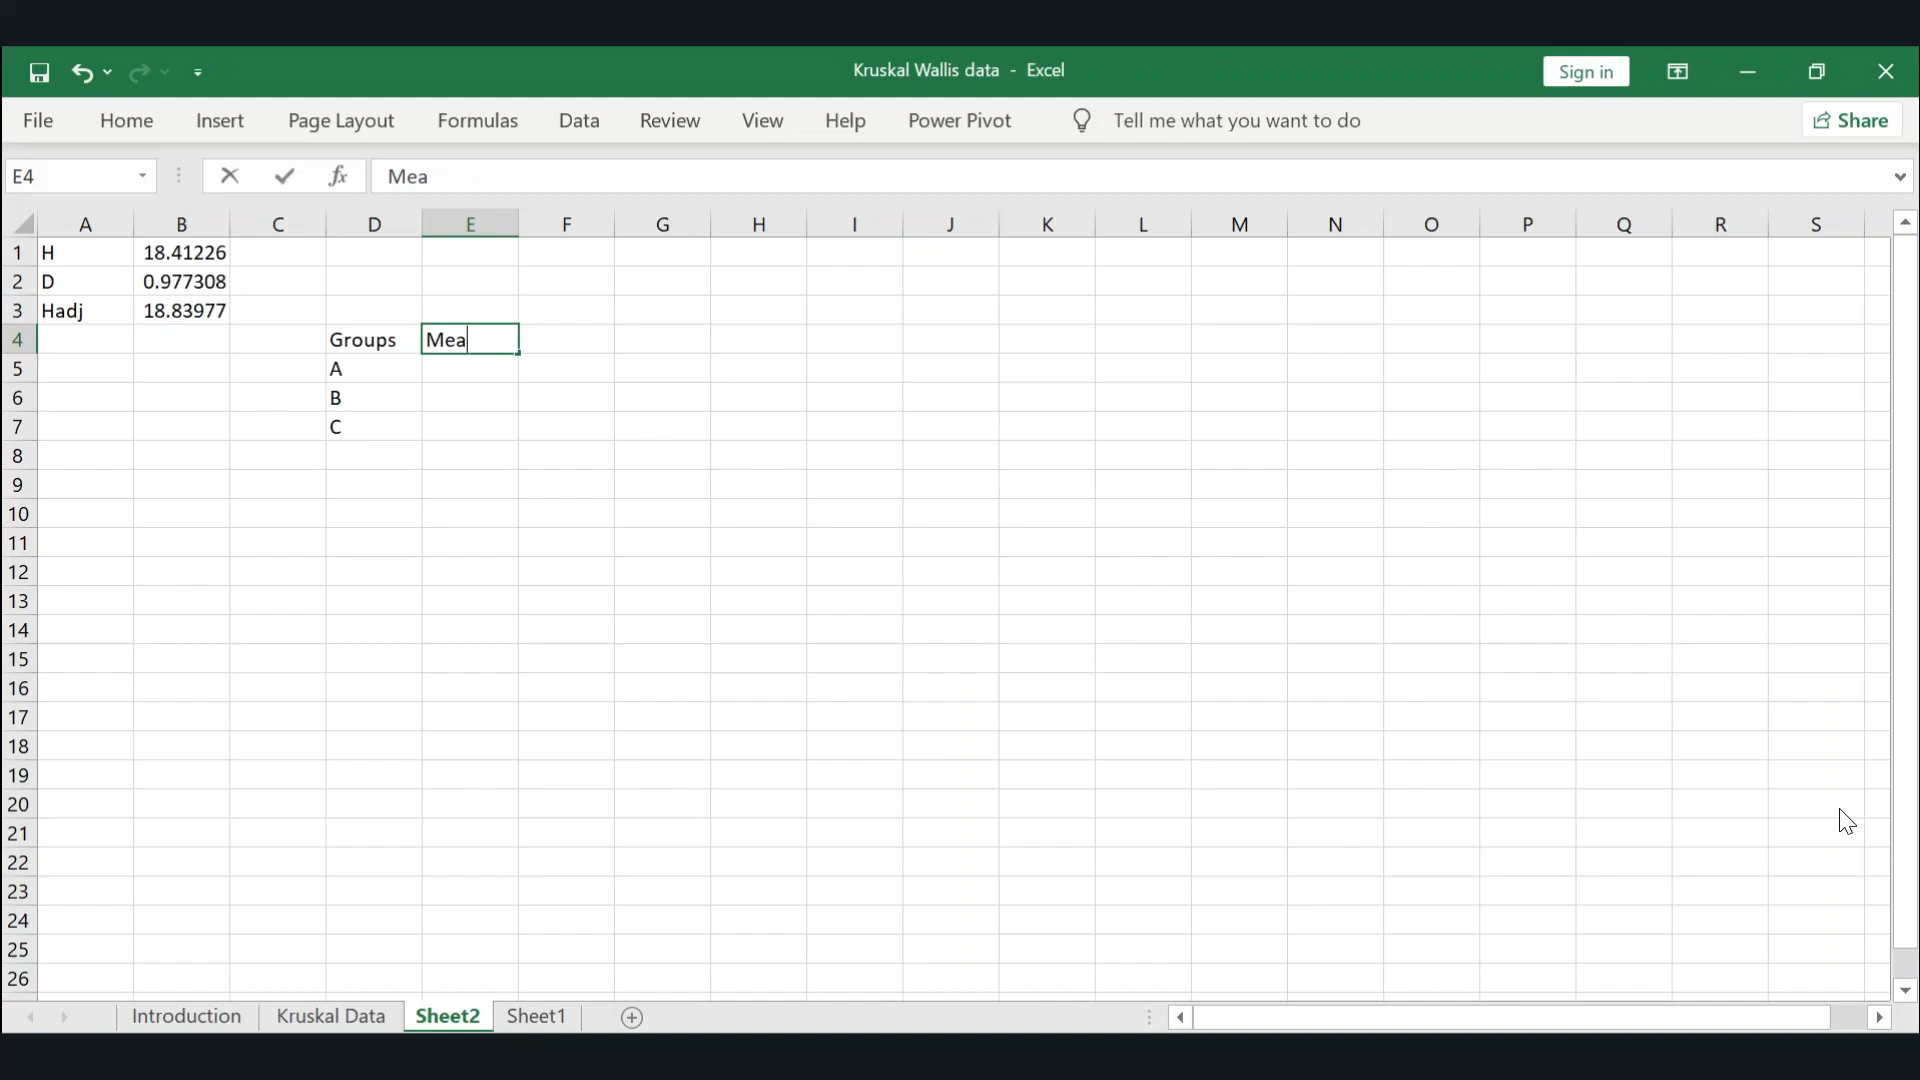 Kruskal Wallis data - Excel
Sign in
File Home Insert Page Layout Formulas Data Review View Help Power Pivot Tell me what you want to do Share
E4 fx Mea
A B C D E F G H I J K L M N O P Q R S
1 H 18.41226
2 D 0.977308
3 Hadj 18.83977
4 Groups Mea
5 A
6 B
7 C
8
9
10
11
12
13
14
15
16
17
18
19
20
21
22
23
24
25
26
Introduction Kruskal Data Sheet2 Sheet1